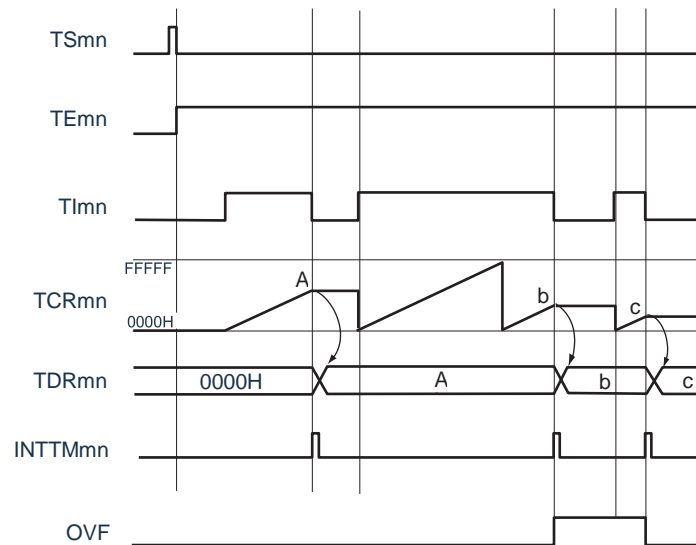 TSmn
TEmn
TImn
FFFFF
TCRmn
0000H
A
b
c
TDRmn
0000H
A
b
c
INTTMmn
OVF